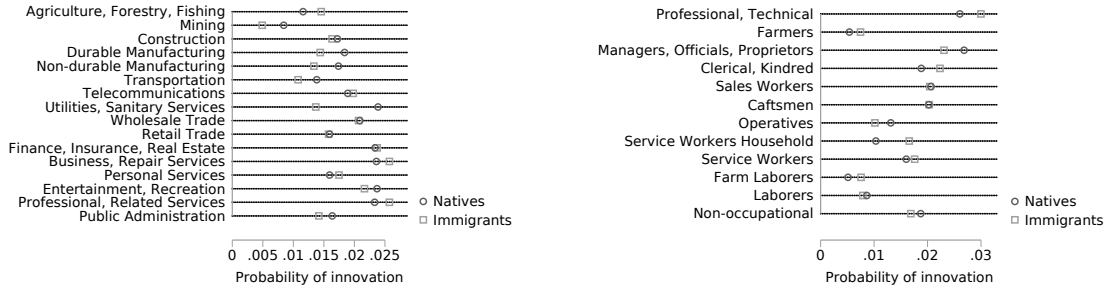 Agriculture, Forestry, Fishing
Mining
Construction
Durable Manufacturing
Non-durable Manufacturing
Transportation
Telecommunications
Utilities, Sanitary Services
Wholesale Trade
Retail Trade
Finance, Insurance, Real Estate
Business, Repair Services
Personal Services
Entertainment, Recreation
Professional, Related Services
Public Administration
Natives
Immigrants
0 .005 .01 .015 .02 .025
Probability of innovation
Professional, Technical
Farmers
Managers, Officials, Proprietors
Clerical, Kindred
Sales Workers
Caftsmen
Operatives
Service Workers Household
Service Workers
Farm Laborers
Laborers
Non-occupational
Natives
Immigrants
0 .01 .02 .03
Probability of innovation